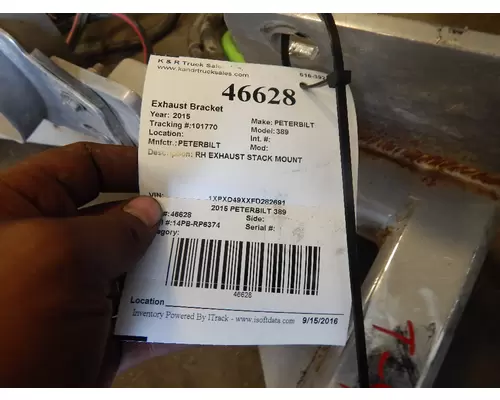 K & R Truck Sales
www.kandrtrucksales.com
46628
Exhaust Bracket
Year: 2015 Make: PETERBILT
Tracking #:101770 Model: 389
Location: Int. #:
Mnfctr.: PETERBILT Mod:
Description: RH EXHAUST STACK MOUNT
VIN: 1XPXD49XXFD282691
2015 PETERBILT 389
#:46628 Side:
#:14PB-RP6374 Serial #:
46628
Location
Inventory Powered By ITrack - www.isoftdata.com 9/15/2016